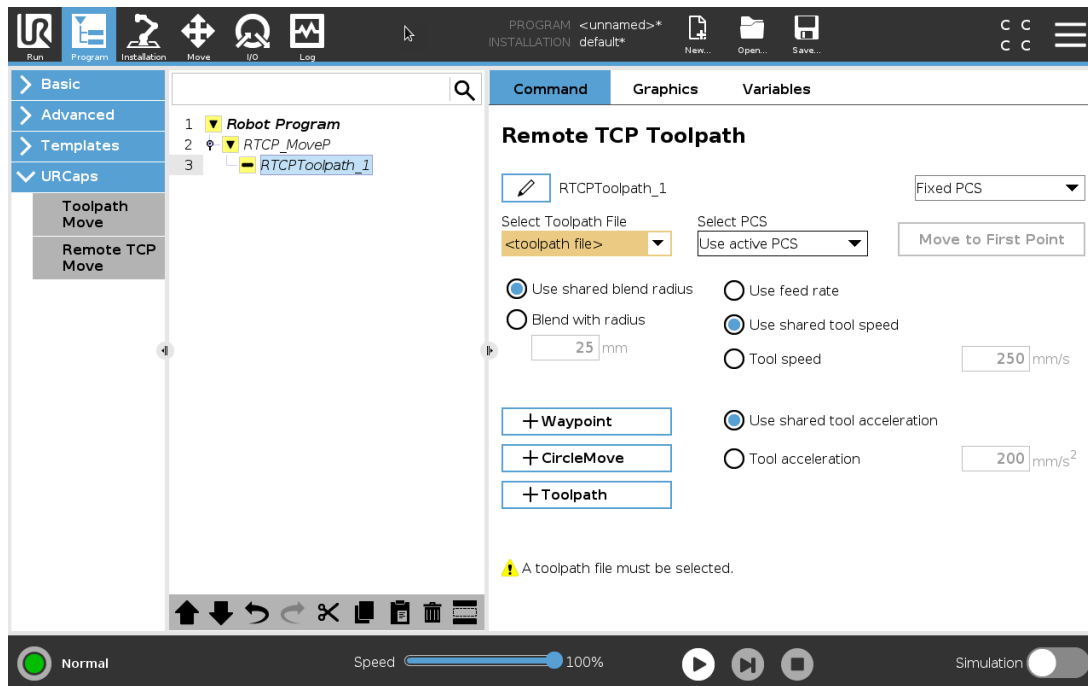 PROGRAM <unnamed>*
INSTALLATION default*
Run Program Installation Move I/O Log New... Open... Save...
C C
C C
Basic
Advanced
Templates
URCaps
Toolpath
Move
Remote TCP
Move
1 Robot Program
2 RTCP_MoveP
3 RTCPToolpath_1
Command Graphics Variables
Remote TCP Toolpath
RTCPToolpath_1 Fixed PCS
Select Toolpath File Select PCS
<toolpath file> Use active PCS Move to First Point
Use shared blend radius Use feed rate
Blend with radius Use shared tool speed
25 mm
Tool speed 250 mm/s
+Waypoint Use shared tool acceleration
+CircleMove Tool acceleration 200 mm/s²
+Toolpath
A toolpath file must be selected.
Normal Speed 100% Simulation